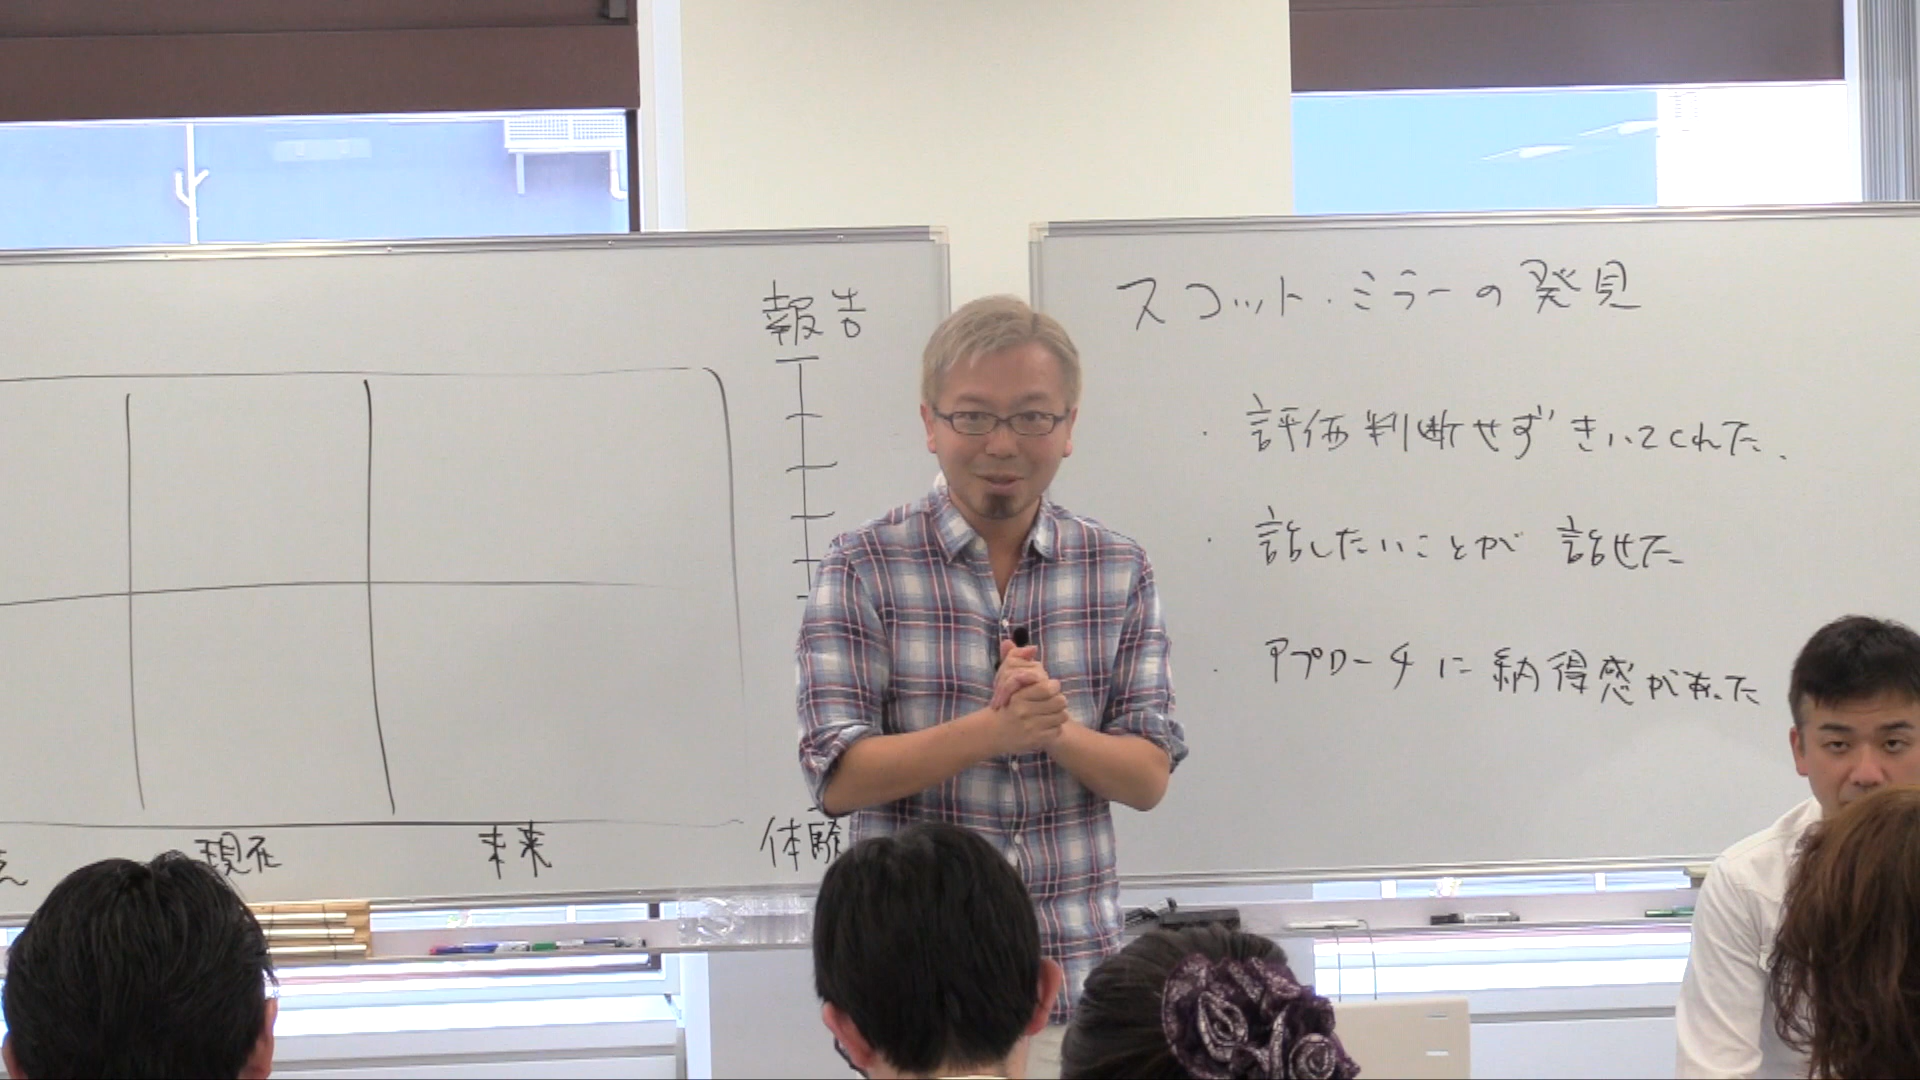 報告
現在
未来
体験
スコット・ミラーの発見
・評価判断せずきいてくれた、
・話したいことが 話せた
・アプローチに納得感があった